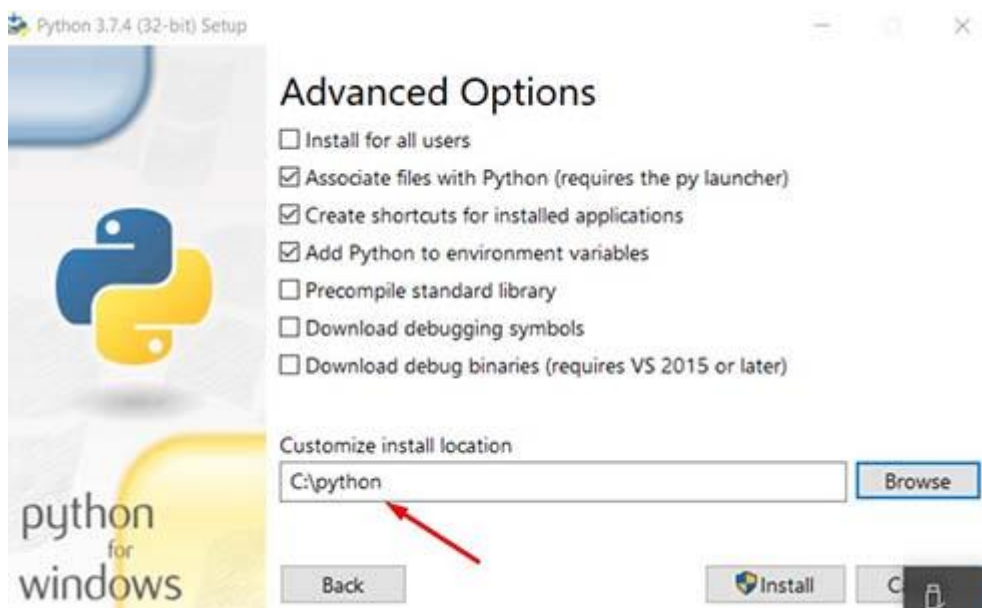 Python 3.7.4 (32-bit) Setup
Advanced Options
Install for all users
Associate files with Python (requires the py launcher)
Create shortcuts for installed applications
Add Python to environment variables
Precompile standard library
Download debugging symbols
Download debug binaries (requires VS 2015 or later)
Customize install location
C:\python
Browse
python
for
windows
Back
Install